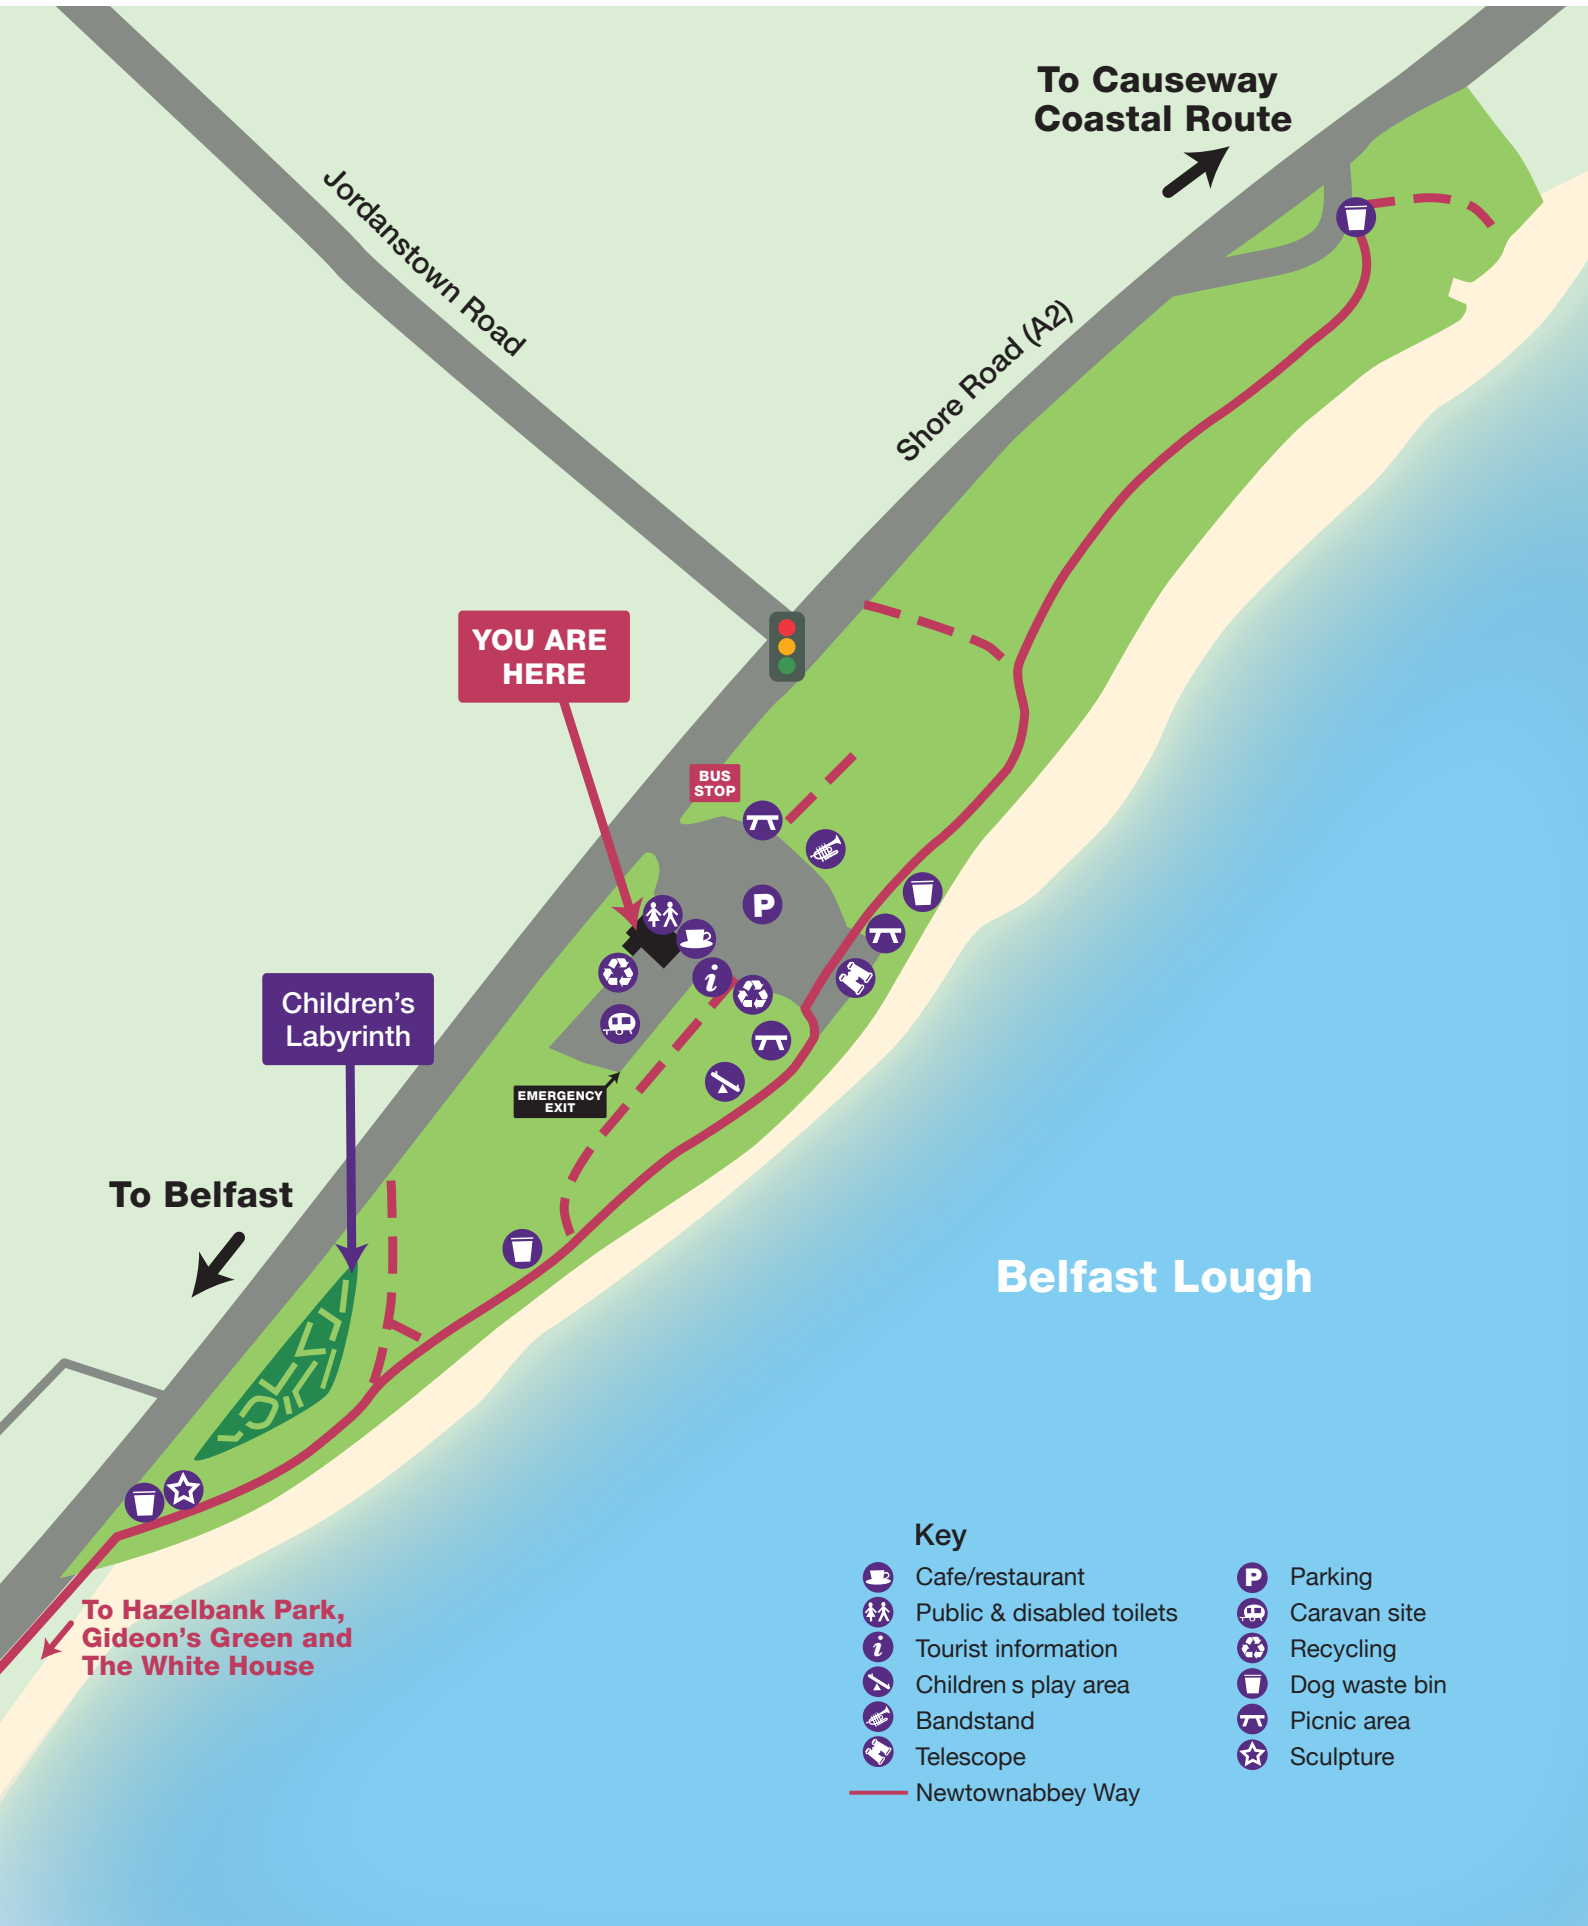 To Causeway
Coastal Route
Jordanstown Road
Shore Road (A2)
YOU ARE
HERE
BUS
STOP
P
i
Children's
Labyrinth
EMERGENCY
EXIT
To Belfast
Belfast Lough
To Hazelbank Park,
Gideon's Green and
The White House
Key
Cafe/restaurant
Public & disabled toilets
i Tourist information
Children s play area
Bandstand
Telescope
Newtownabbey Way
P Parking
Caravan site
Recycling
Dog waste bin
Picnic area
Sculpture